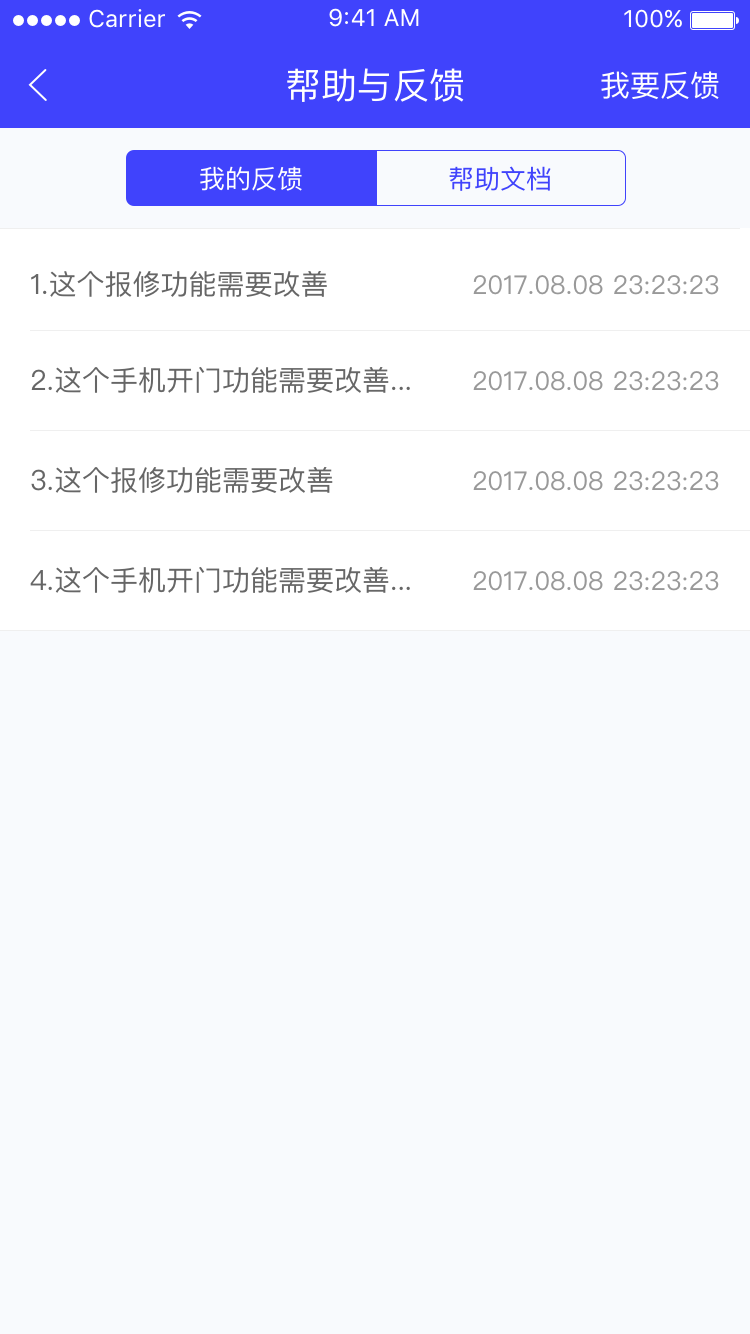 Carrier 9:41 AM 100%
帮助与反馈 我要反馈
我的反馈 帮助文档
1.这个报修功能需要改善 2017.08.08 23:23:23
2.这个手机开门功能需要改善... 2017.08.08 23:23:23
3.这个报修功能需要改善 2017.08.08 23:23:23
4.这个手机开门功能需要改善... 2017.08.08 23:23:23